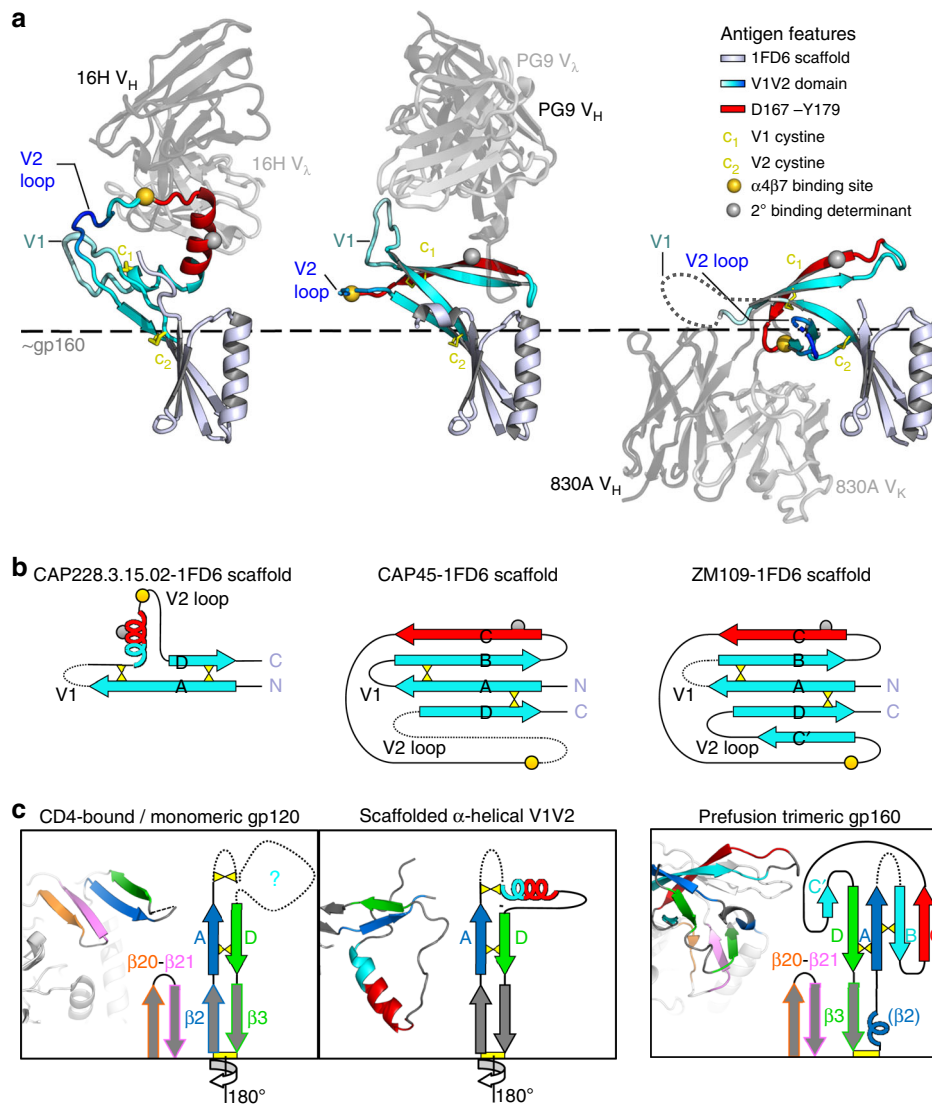 a
16H VH
16H Vλ
V2
loop
V1
c1
c2
~gp160
PG9 Vλ
PG9 VH
V1
c1
V2
loop
c2
Antigen features
1FD6 scaffold
V1V2 domain
D167 –Y179
C1 V1 cystine
C2 V2 cystine
α4β7 binding site
2° binding determinant
V1
V2 loop
c1
c2
830A VH
830A VK
b
CAP228.3.15.02-1FD6 scaffold
V2 loop
D
C
V1
A
N
CAP45-1FD6 scaffold
C
B
V1
A
N
D
C
V2 loop
ZM109-1FD6 scaffold
C
B
V1
A
N
D
C
V2 loop
C'
c
CD4-bound / monomeric gp120
?
A
D
β20-β21
β2
β3
180°
Scaffolded α-helical V1V2
A
D
180°
Prefusion trimeric gp160
C'
D
A
B
C
β20-β21
β3
(β2)